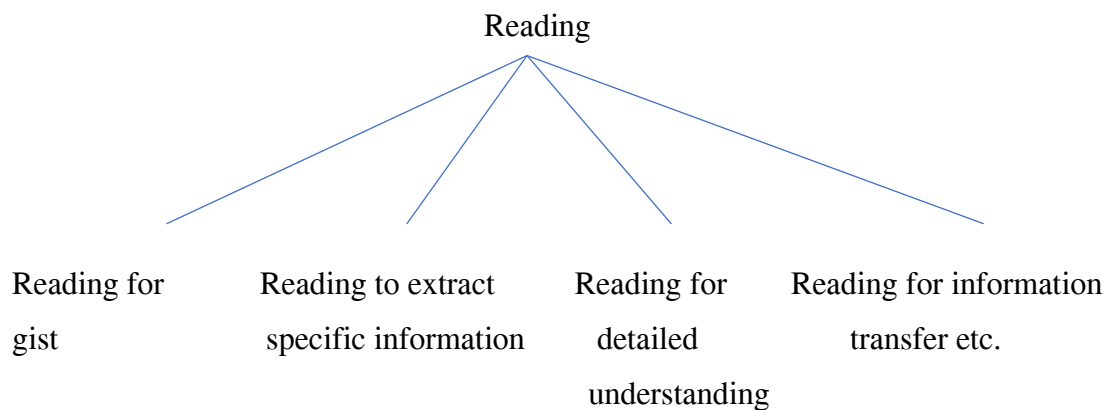 Reading
Reading for
gist
Reading to extract
specific information
Reading for
detailed
understanding
Reading for information
transfer etc.